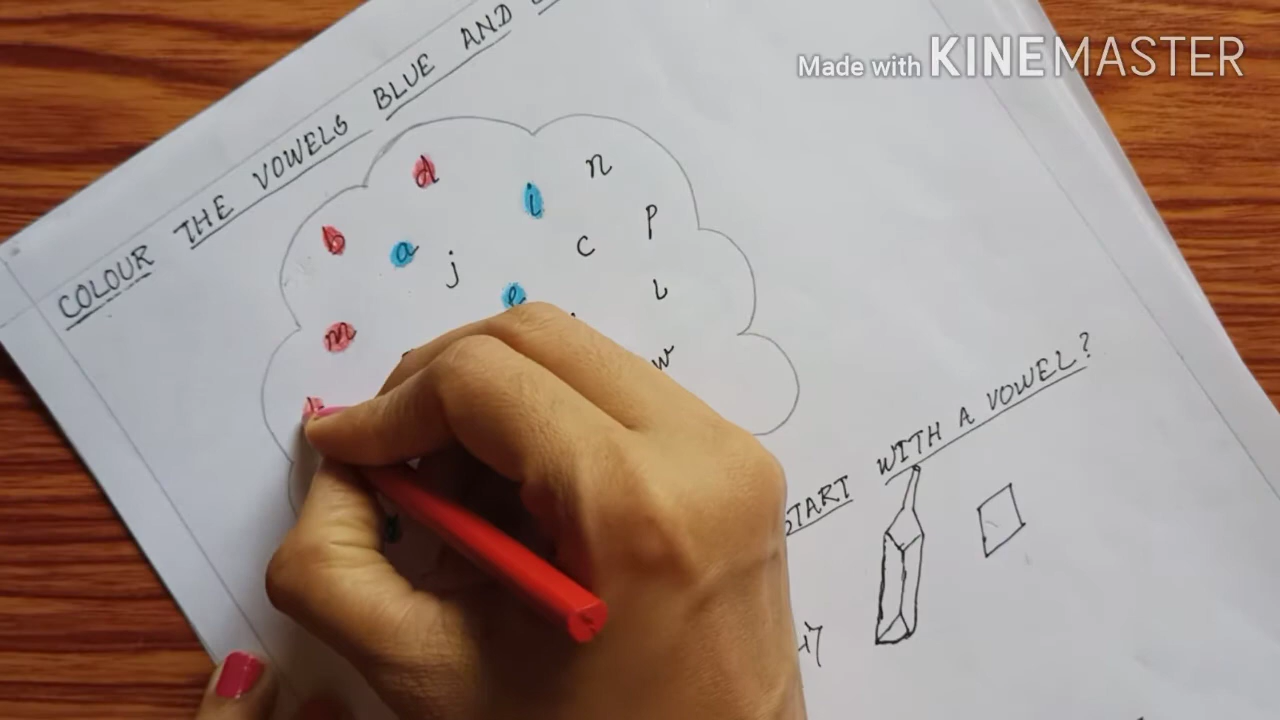 Made with KINEMASTER
COLOUR THE VOWELS BLUE AND
d
i
n
b
a
j
c
p
e
l
m
w
START WITH A VOWEL?